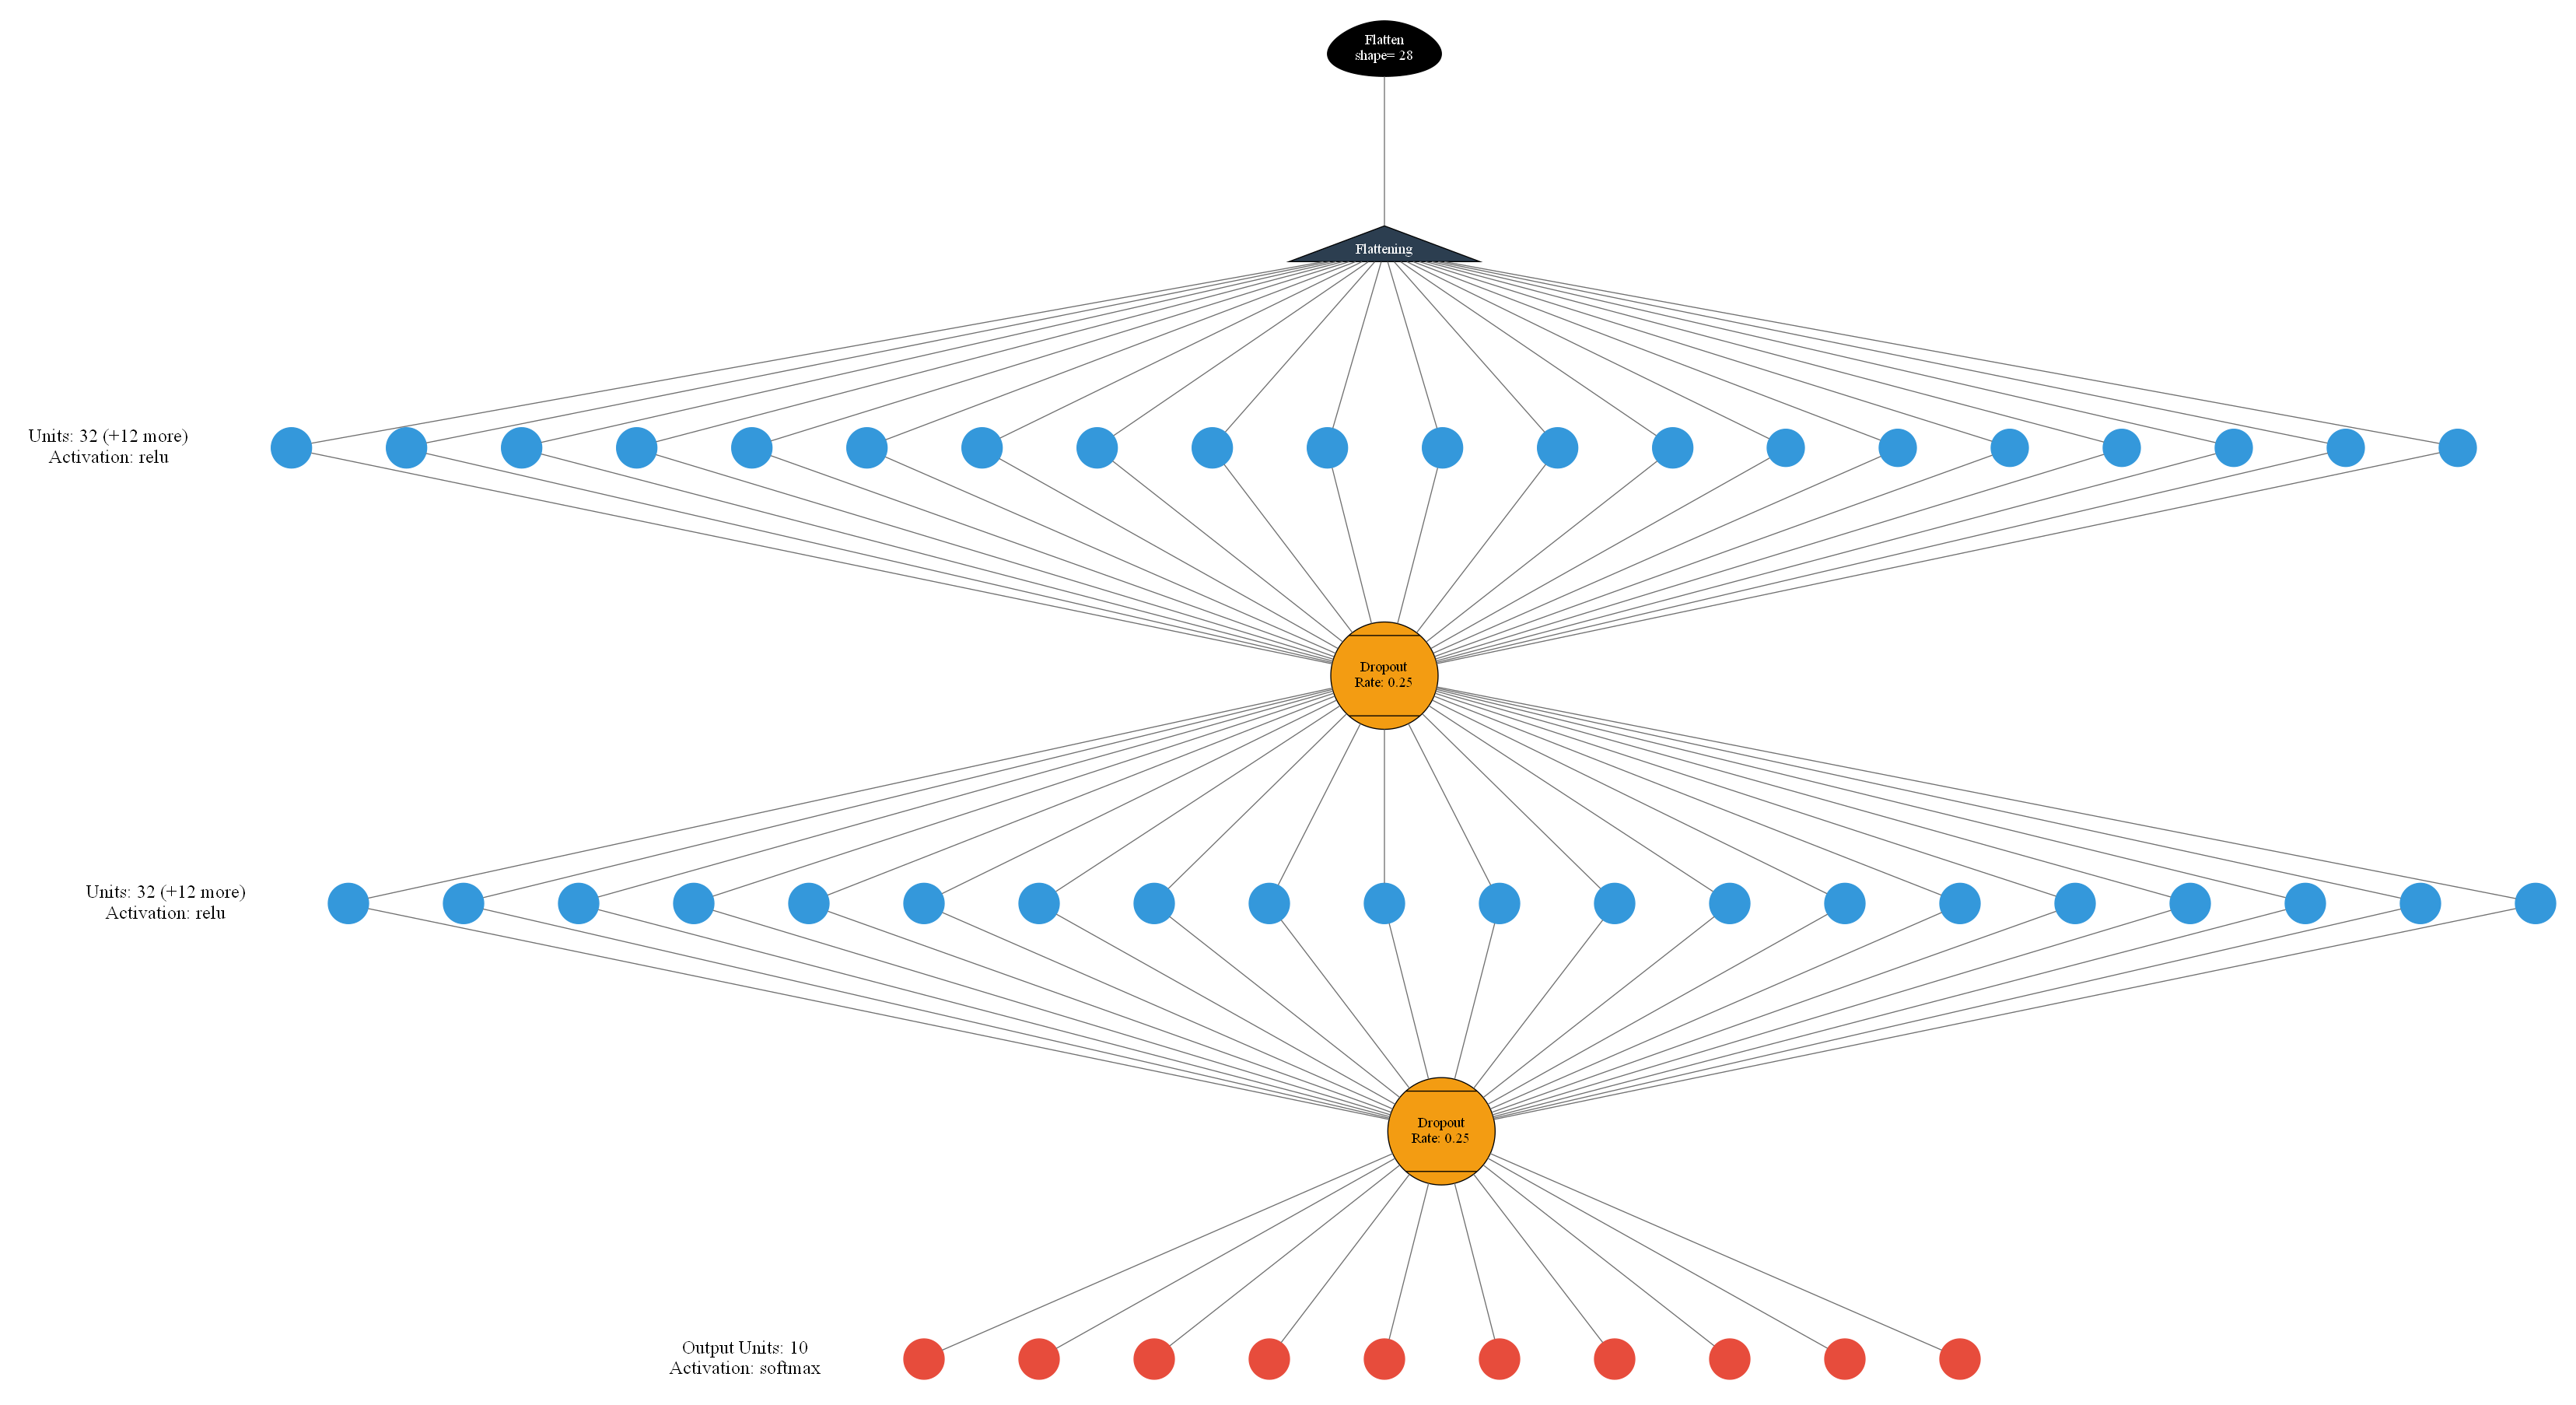 Flatten
shape= 28
Flattening
Units: 32 (+12 more)
Activation: relu
Dropout
Rate: 0.25
Units: 32 (+12 more)
Activation: relu
Dropout
Rate: 0.25
Output Units: 10
Activation: softmax